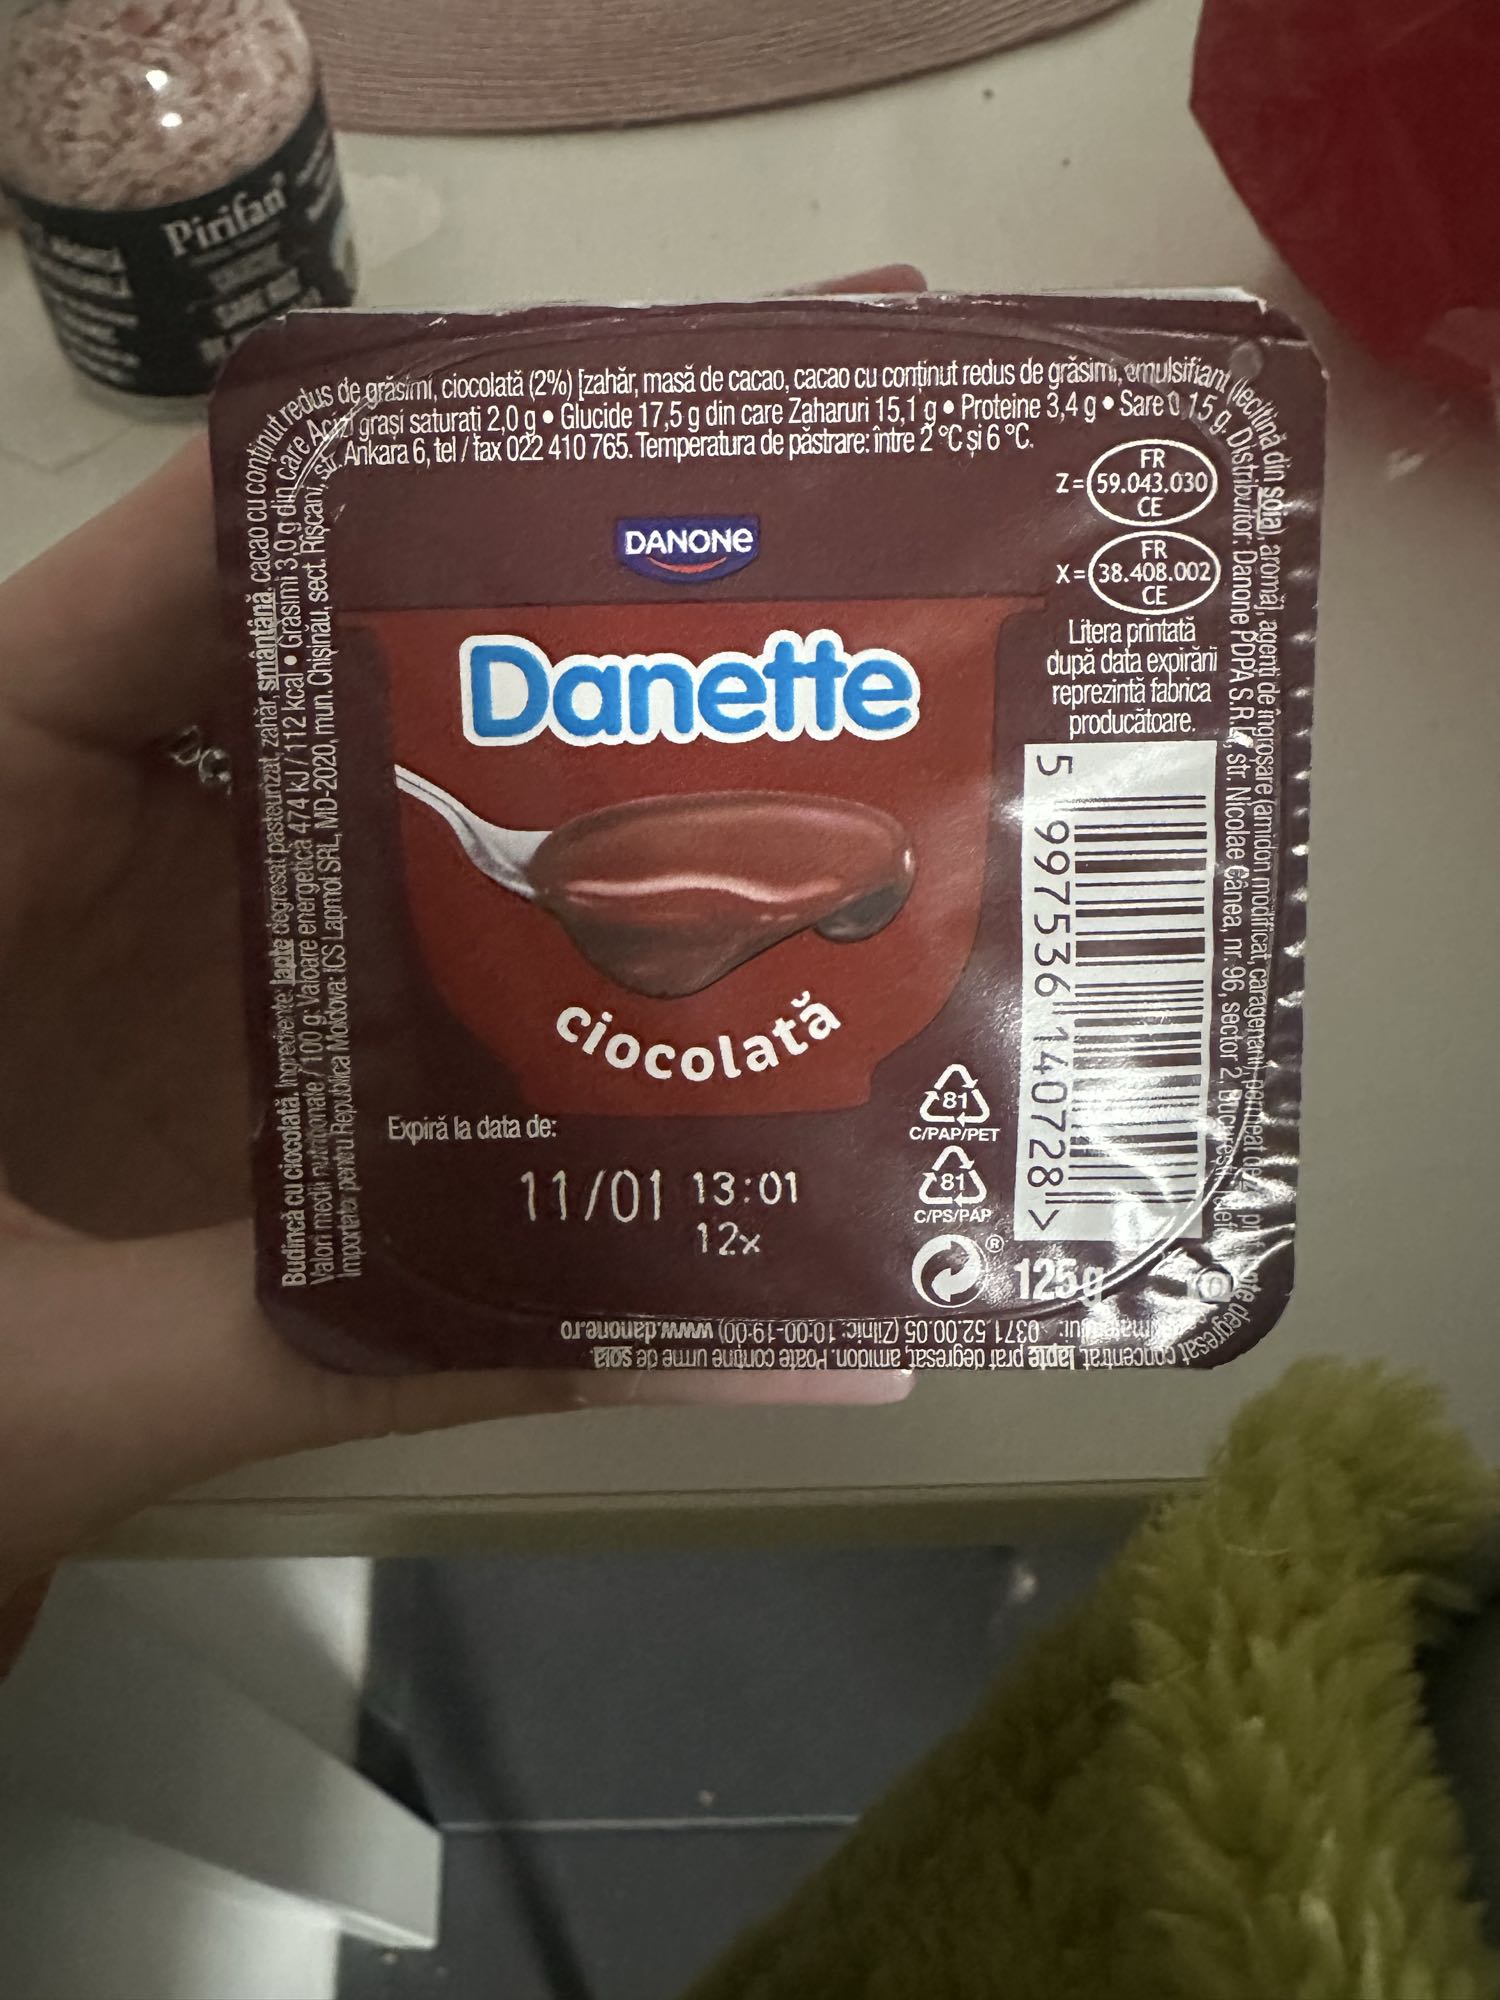 Pirifan
Budincă cu ciocolată. Ingrediente: lapte degresat pasteurizat, zahăr, smântână, cacao cu conținut redus de grăsimi, ciocolată (2%) [zahăr, masă de cacao, cacao cu conținut redus de grăsimi, emulsifiant (lecitină din soia), aromă], agenți de îngroșare (amidon modificat, caragenan), permeat de
Valori medii nutriționale / 100 g: Valoare energetică 474 kJ / 112 kcal • Grăsimi 3,0 g din care Acizi grași saturați 2,0 g • Glucide 17,5 g din care Zaharuri 15,1 g • Proteine 3,4 g • Sare 0,15 g. Distribuitor: Danone PDPA S.R.L., str. Nicolae Cânea, nr. 96, sector 2, București
Importator pentru Republica Moldova: ICS Lapmol SRL, MD-2020, mun. Chișinău, sect. Rîșcani, str. Ankara 6, tel / fax 022 410 765. Temperatura de păstrare: între 2 °C și 6 °C.
degresat concentrat, lapte praf degresat, amidon. Poate conține urme de soia.
0371 52.00.05 (Zilnic: 10:00-19:00) www.danone.ro
FR
Z= 59.043.030
CE
FR
X= 38.408.002
CE
Litera printată
după data expirării
reprezintă fabrica
producătoare.
DANONE
Danette
ciocolată
5 997536 140728 >
Expiră la data de:
11/01 13:01
12x
81
C/PAP/PET
81
C/PS/PAP
®
125g